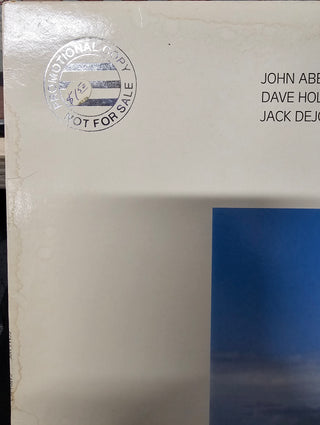 PROMOTIONAL COPY
NOT FOR SALE
JOHN ABE
DAVE HOL
JACK DEJO